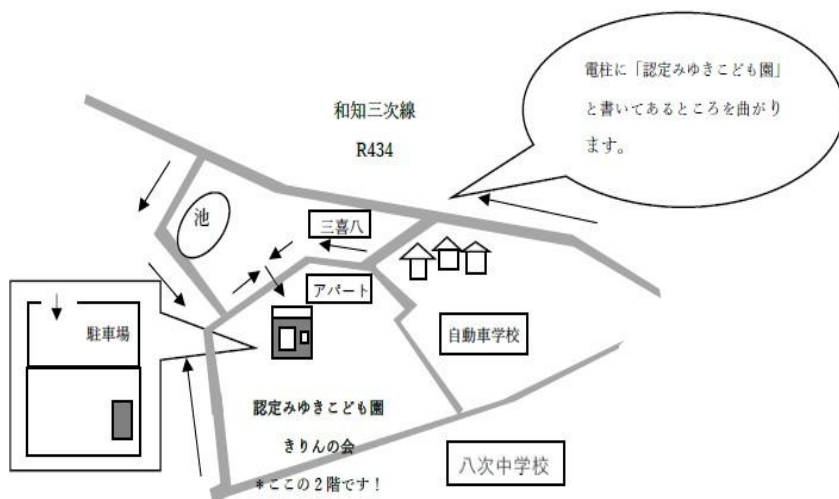 電柱に「認定みゆきこども園」
と書いてあるところを曲がり
ます。
和知三次線
R434
池
三喜八
アパート
駐車場
自動車学校
認定みゆきこども園
きりんの会
*ここの２階です！
八次中学校